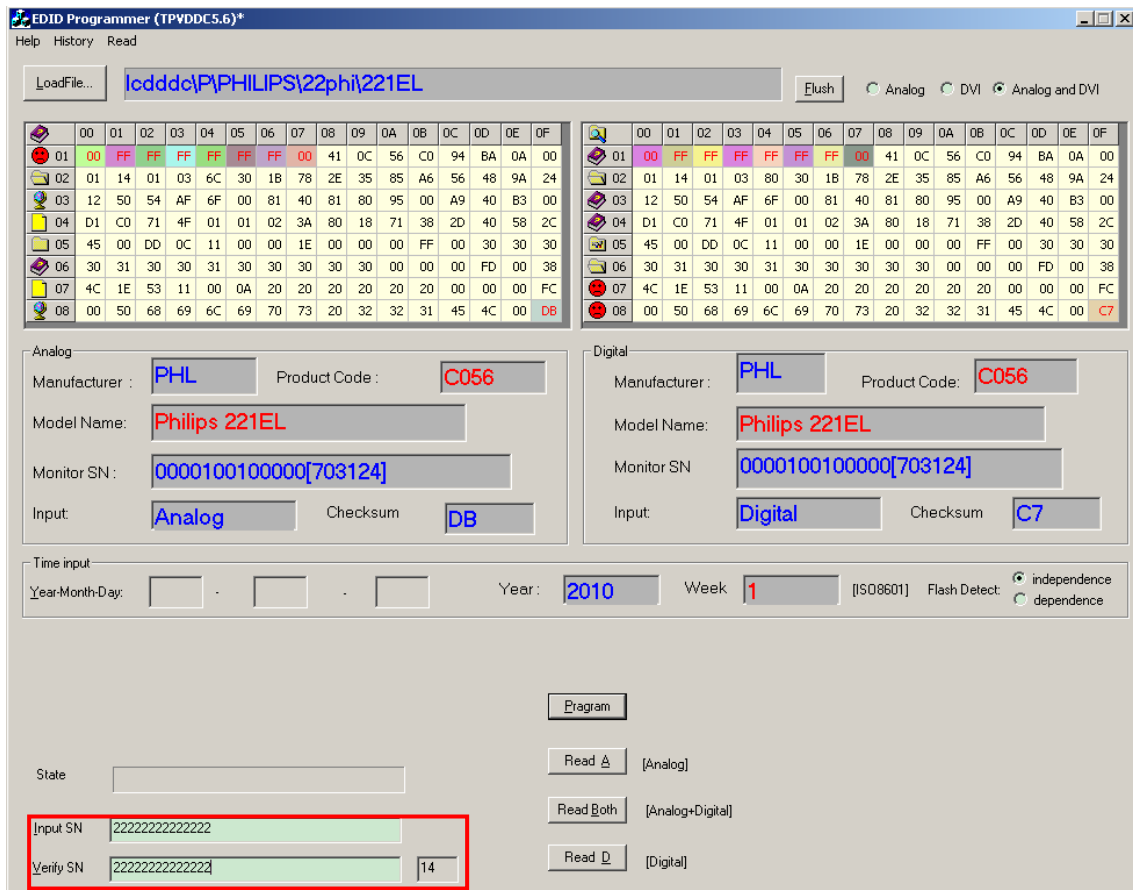 EDID Programmer (TPVDDC5.6)*
Help History Read
LoadFile... lcdddc\P\PHILIPS\22phi\221EL Flush Analog DVI Analog and DVI
00 01 02 03 04 05 06 07 08 09 0A 0B 0C 0D 0E 0F
01 00 FF FF FF FF FF FF 00 41 0C 56 C0 94 BA 0A 00
02 01 14 01 03 6C 30 1B 78 2E 35 85 A6 56 48 9A 24
03 12 50 54 AF 6F 00 81 40 81 80 95 00 A9 40 B3 00
04 D1 C0 71 4F 01 01 02 3A 80 18 71 38 2D 40 58 2C
05 45 00 DD 0C 11 00 00 1E 00 00 00 FF 00 30 30 30
06 30 31 30 30 31 30 30 30 30 30 00 00 00 FD 00 38
07 4C 1E 53 11 00 0A 20 20 20 20 20 20 00 00 00 FC
08 00 50 68 69 6C 69 70 73 20 32 32 31 45 4C 00 DB
00 01 02 03 04 05 06 07 08 09 0A 0B 0C 0D 0E 0F
01 00 FF FF FF FF FF FF 00 41 0C 56 C0 94 BA 0A 00
02 01 14 01 03 80 30 1B 78 2E 35 85 A6 56 48 9A 24
03 12 50 54 AF 6F 00 81 40 81 80 95 00 A9 40 B3 00
04 D1 C0 71 4F 01 01 02 3A 80 18 71 38 2D 40 58 2C
05 45 00 DD 0C 11 00 00 1E 00 00 00 FF 00 30 30 30
06 30 31 30 30 31 30 30 30 30 30 00 00 00 FD 00 38
07 4C 1E 53 11 00 0A 20 20 20 20 20 20 00 00 00 FC
08 00 50 68 69 6C 69 70 73 20 32 32 31 45 4C 00 C7
Analog
Manufacturer : PHL Product Code : C056
Model Name: Philips 221EL
Monitor SN : 0000100100000[703124]
Input: Analog Checksum DB
Digital
Manufacturer : PHL Product Code: C056
Model Name: Philips 221EL
Monitor SN 0000100100000[703124]
Input: Digital Checksum C7
Time input
Year-Month-Day: . . Year : 2010 Week 1 [ISO8601] Flash Detect: independence
dependence
Pragram
Read A [Analog]
State
Read Both [Analog+Digital]
Input SN 22222222222222
Read D [Digital]
Verify SN 22222222222222 14